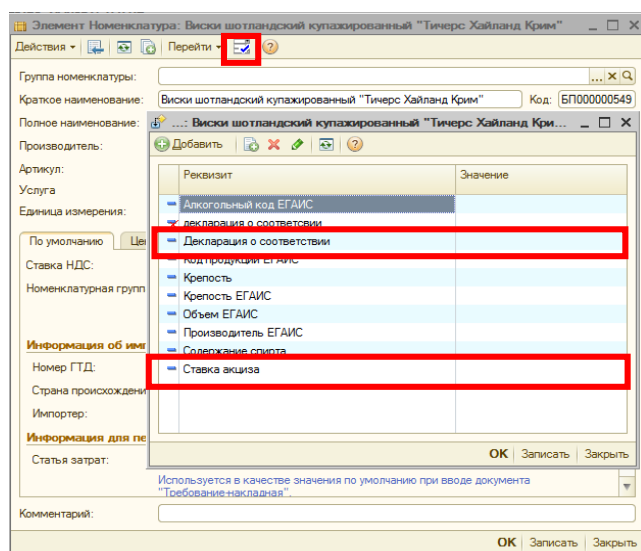 Элемент Номенклатура: Виски шотландский купажированный "Тичерс Хайланд Крим"
Действия Перейти
Группа номенклатуры:
Краткое наименование: Виски шотландский купажированный "Тичерс Хайланд Крим" Код: БП000000549
Полное наименование: ...: Виски шотландский купажированный "Тичерс Хайланд Кри...
Производитель: Добавить
Артикул: Реквизит Значение
Услуга
Алкогольный код ЕГАИС
Единица измерения:
декларация о соответсвии
По умолчанию Це Декларация о соответствии
Ставка НДС: Код продукции ЕГАИС
Крепость
Номенклатурная групп Крепость ЕГАИС
Объем ЕГАИС
Производитель ЕГАИС
Информация об имп Содержание спирта
Номер ГТД: Ставка акциза
Страна происхождени
Импортер:
Информация для пе
Статья затрат: ОК Записать Закрыть
Используется в качестве значения по умолчанию при вводе документа
"Требование-накладная".
Комментарий:
ОК Записать Закрыть